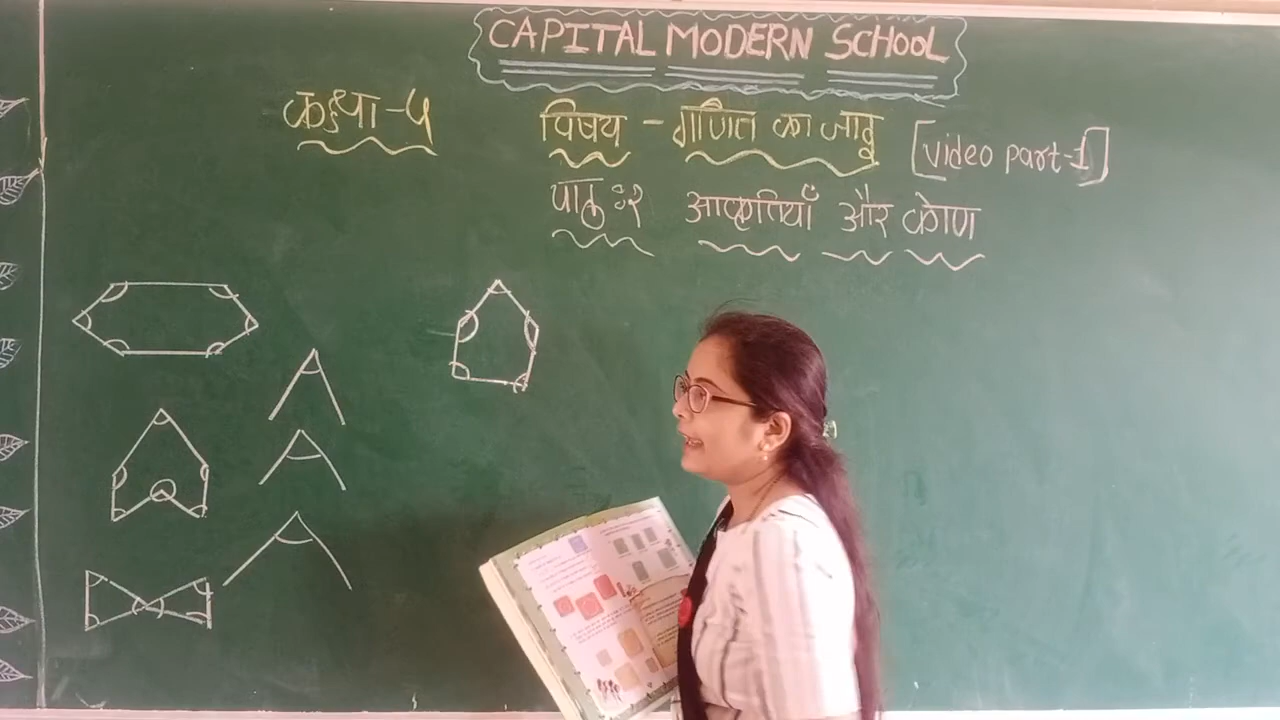 CAPITAL MODERN SCHOOL
कक्षा - ५ विषय - गणित का जादू [video part-1]
पाठ ः २ आकृतियाँ और कोण